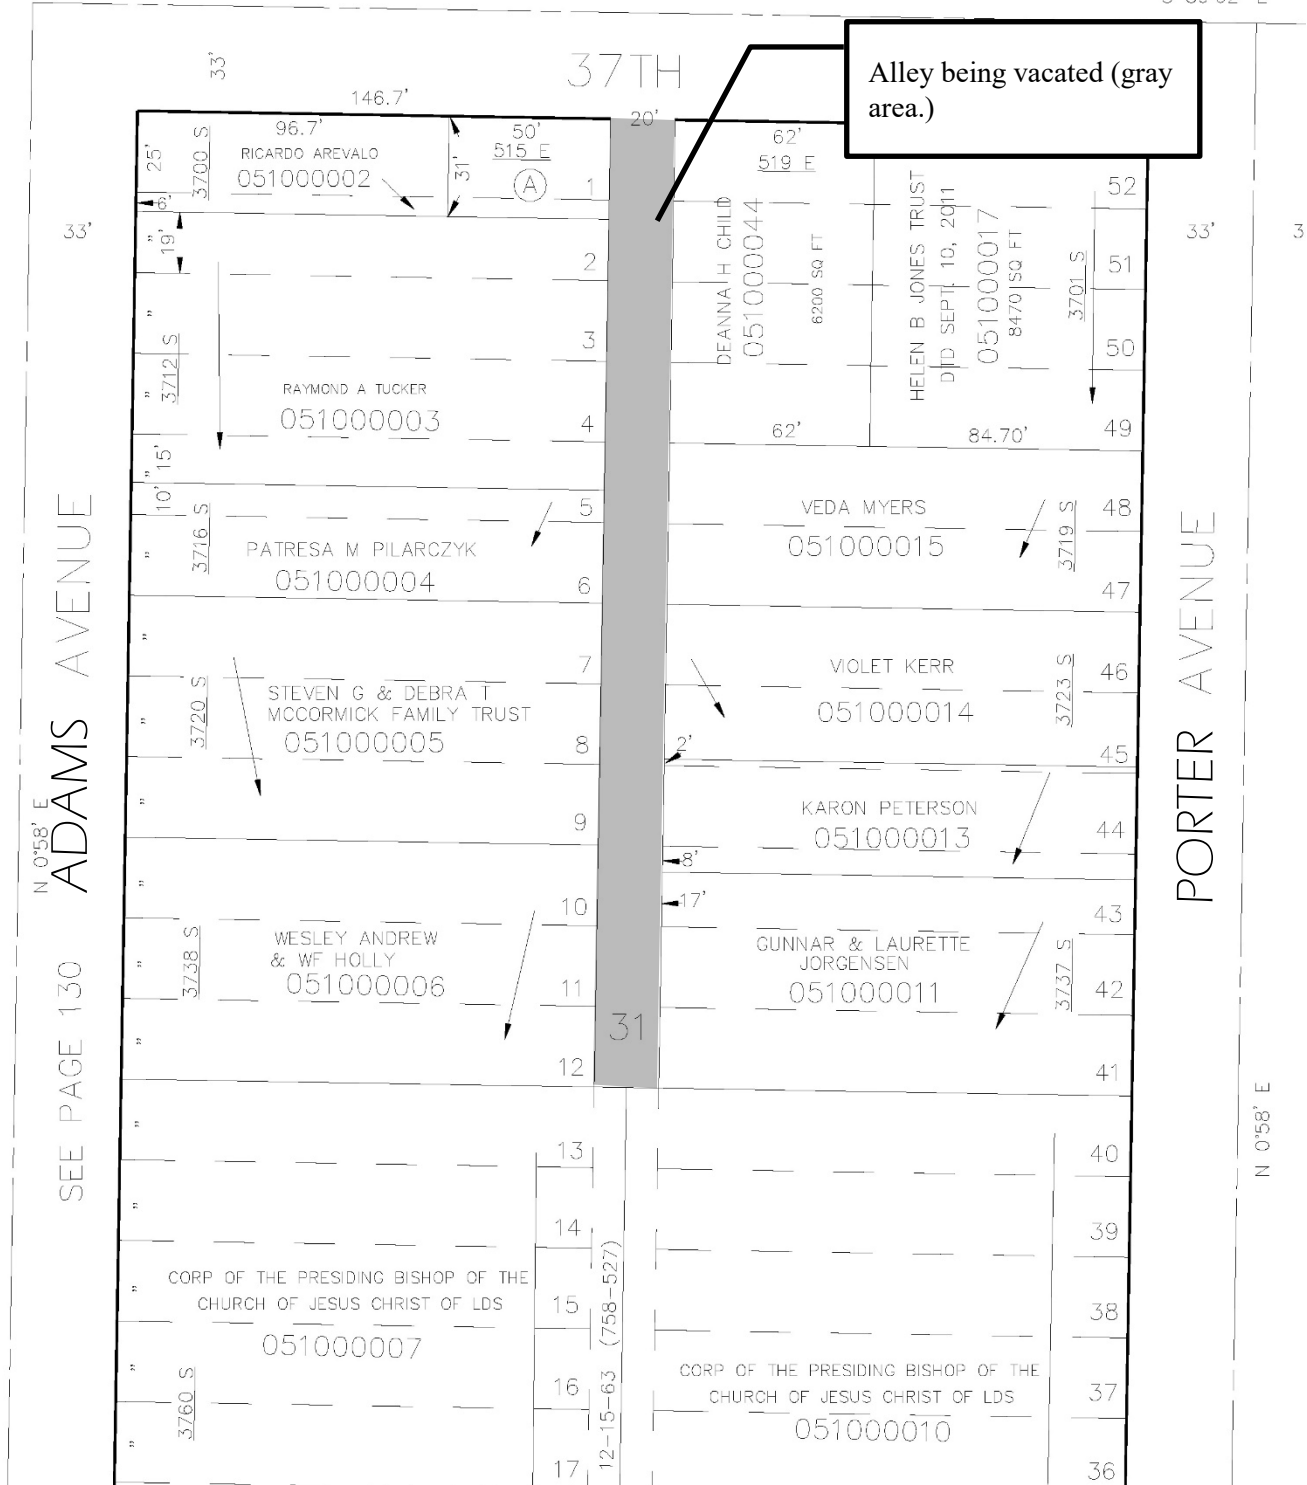 37TH
Alley being vacated (gray
area.)
33'
146.7'
20'
96.7'
50'
62'
25'
3700 S
RICARDO AREVALO
051000002
31'
515 E
A
1
519 E
52
6'
33'
19'
2
3
DEANNA H CHILD
051000044
6200 SQ FT
HELEN B JONES TRUST
DTD SEPT. 10, 2011
051000017
8470 SQ FT
3701 S
51
50
33'
3
3712 S
RAYMOND A TUCKER
051000003
4
62'
84.70'
49
15'
10'
5
3716 S
PATRESA M PILARCZYK
051000004
6
VEDA MYERS
051000015
3719 S
48
47
AVENUE
ADAMS
N 0°58' E
SEE PAGE 130
7
3720 S
STEVEN G & DEBRA T
MCCORMICK FAMILY TRUST
051000005
8
VIOLET KERR
051000014
3723 S
46
2'
45
9
KARON PETERSON
051000013
44
8'
17'
AVENUE
PORTER
N 0°58' E
10
3738 S
WESLEY ANDREW
& WF HOLLY
051000006
11
43
GUNNAR & LAURETTE
JORGENSEN
051000011
3737 S
42
31
12
41
13
40
14
39
CORP OF THE PRESIDING BISHOP OF THE
CHURCH OF JESUS CHRIST OF LDS
051000007
15
38
3760 S
16
12-15-63 (758-527)
CORP OF THE PRESIDING BISHOP OF THE
CHURCH OF JESUS CHRIST OF LDS
051000010
37
17
36